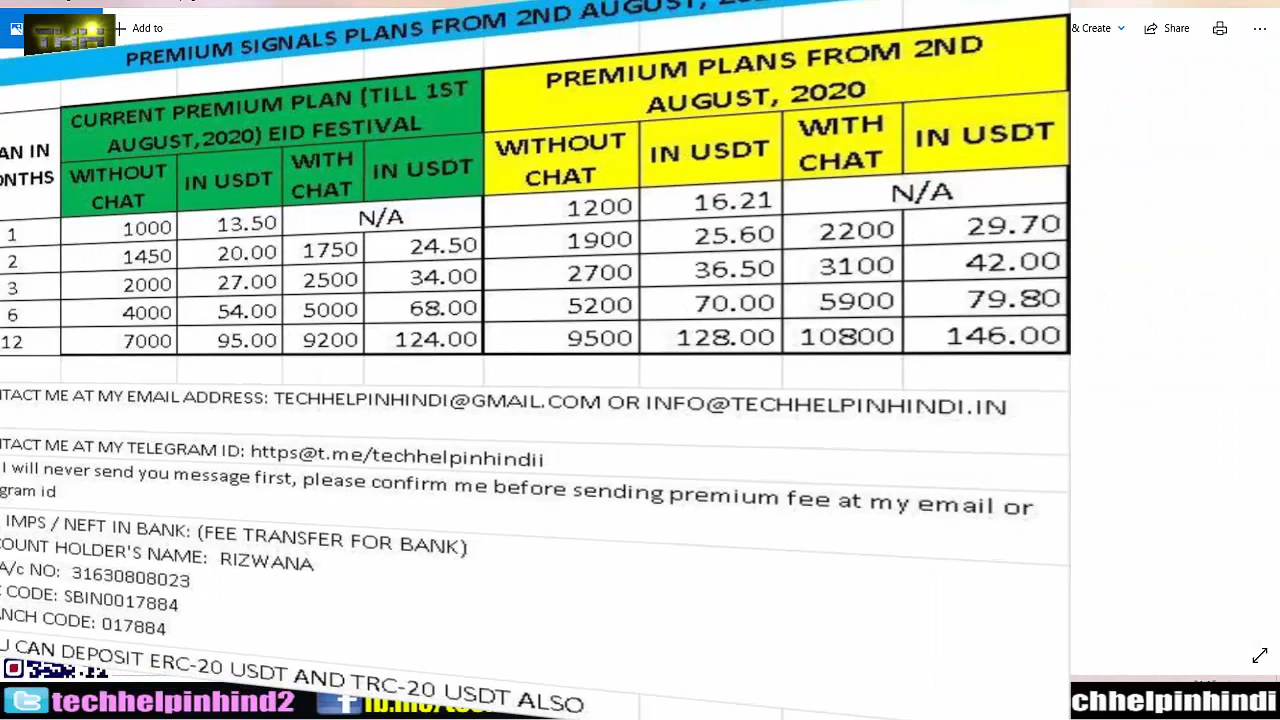 THH
Add to
& Create
Share
PREMIUM SIGNALS PLANS FROM 2ND AUGUST,
CURRENT PREMIUM PLAN (TILL 1ST AUGUST,2020) EID FESTIVAL
PREMIUM PLANS FROM 2ND AUGUST, 2020
AN IN
ONTHS
WITHOUT CHAT IN USDT WITH CHAT IN USDT WITHOUT CHAT IN USDT WITH CHAT IN USDT
1 1000 13.50 N/A 1200 16.21 N/A
2 1450 20.00 1750 24.50 1900 25.60 2200 29.70
3 2000 27.00 2500 34.00 2700 36.50 3100 42.00
6 4000 54.00 5000 68.00 5200 70.00 5900 79.80
12 7000 95.00 9200 124.00 9500 128.00 10800 146.00
NTACT ME AT MY EMAIL ADDRESS: TECHHELPINHINDI@GMAIL.COM OR INFO@TECHHELPINHINDI.IN
NTACT ME AT MY TELEGRAM ID: https@t.me/techhelpinhindii
I will never send you message first, please confirm me before sending premium fee at my email or
gram id
IMPS / NEFT IN BANK: (FEE TRANSFER FOR BANK)
COUNT HOLDER'S NAME: RIZWANA
A/c NO: 31630808023
CODE: SBIN0017884
NCH CODE: 017884
U CAN DEPOSIT ERC-20 USDT AND TRC-20 USDT ALSO
techhelpinhind2
chhelpinhindi